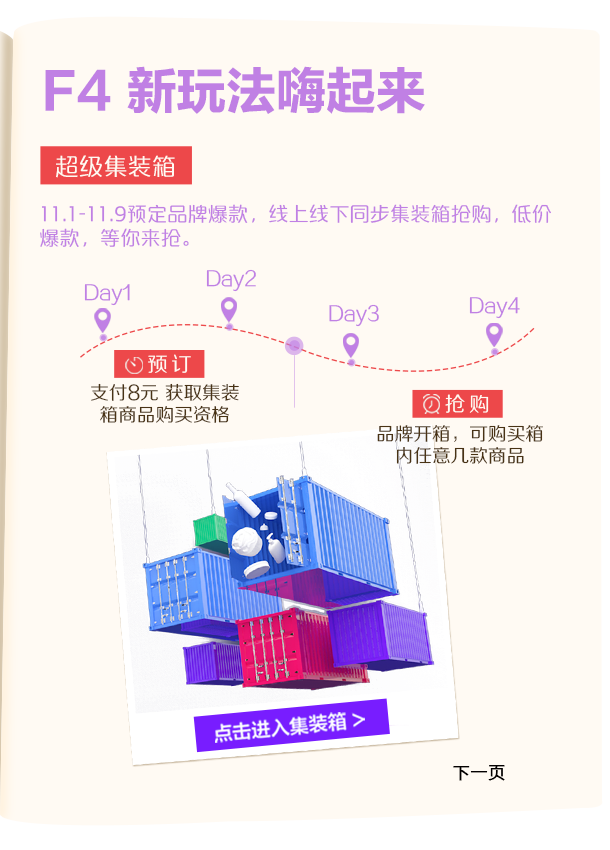 F4 新玩法嗨起来
超级集装箱
11.1-11.9预定品牌爆款，线上线下同步集装箱抢购，低价
爆款，等你来抢。
Day1
Day2
Day3
Day4
预订
支付8元 获取集装
箱商品购买资格
抢购
品牌开箱，可购买箱
内任意几款商品
点击进入集装箱 >
下一页